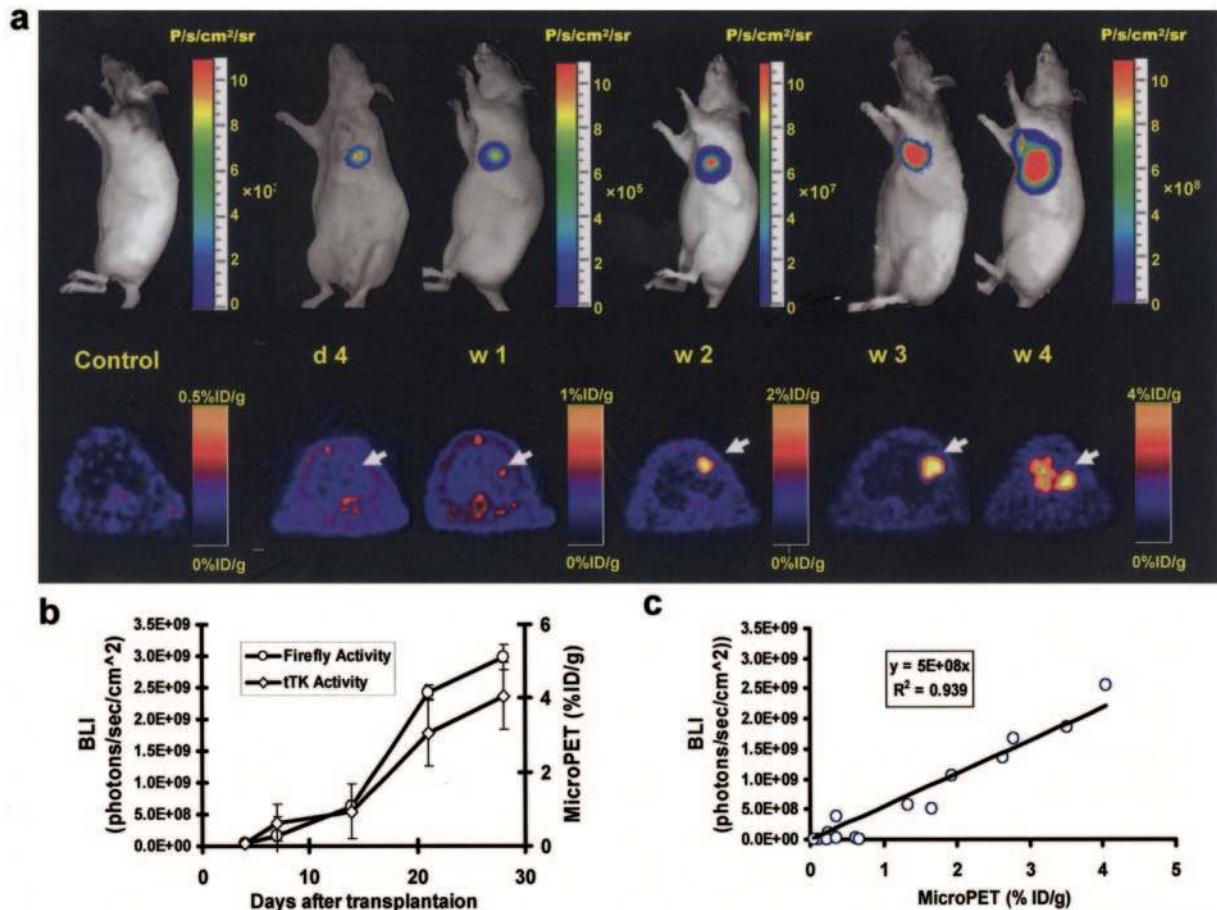 a
P/s/cm²/sr P/s/cm²/sr P/s/cm²/sr P/s/cm²/sr
10 10 10 10
8 8 8 8
6 6 6 6
×10⁵ ×10⁷ ×10⁸
4 4 4 4
2 2 2 2
0 0 0 0
Control d 4 w 1 w 2 w 3 w 4
0.5%ID/g 1%ID/g 2%ID/g 4%ID/g
0%ID/g 0%ID/g 0%ID/g 0%ID/g
b
BLI
(photons/sec/cm^2)
3.5E+09
3.0E+09
2.5E+09
2.0E+09
1.5E+09
1.0E+09
5.0E+08
0.0E+00
Firefly Activity
tTK Activity
6
4
2
0
MicroPET (%ID/g)
0 10 20 30
Days after transplantaion
c
BLI
(photons/sec/cm^2))
3.0E+09
2.5E+09
2.0E+09
1.5E+09
1.0E+09
5.0E+08
0.0E+00
y = 5E+08x
R² = 0.939
0 1 2 3 4 5
MicroPET (% ID/g)